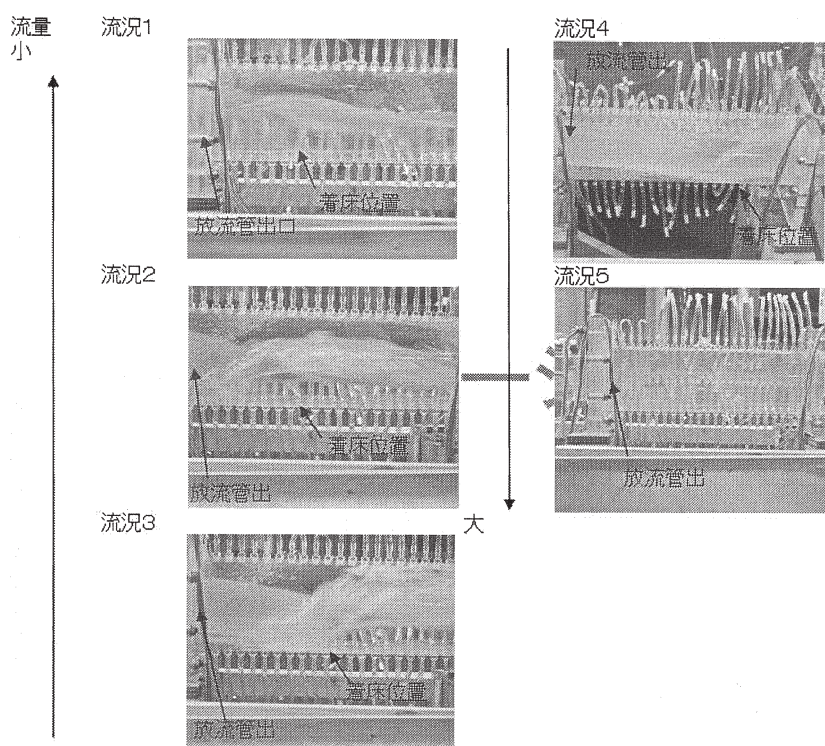 流量
小
流況1
着床位置
放流管出口
流況2
着床位置
放流管出
流況3
着床位置
放流管出
流況4
放流管出
着床位置
流況5
放流管出
大